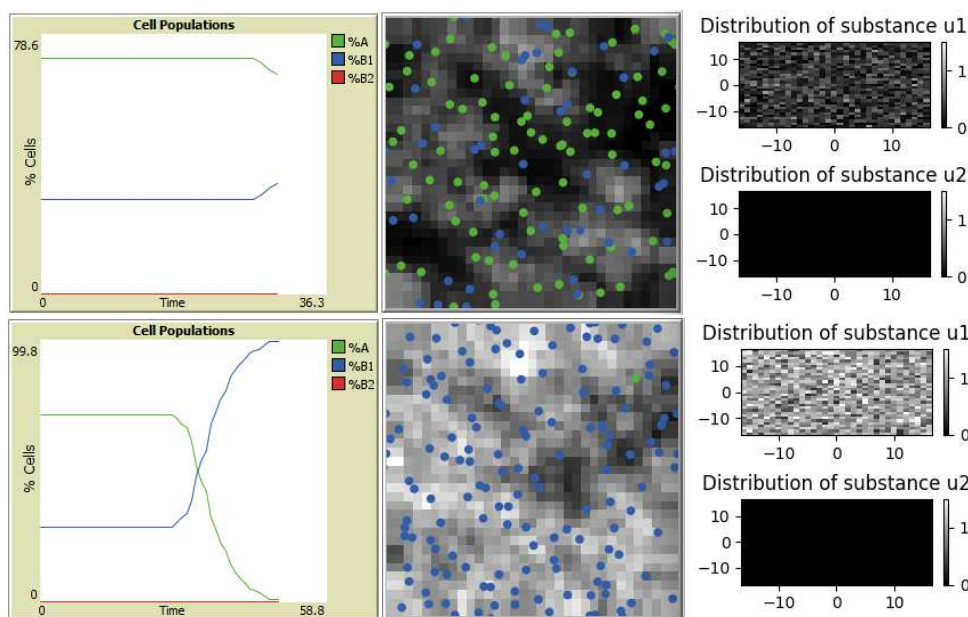 Cell Populations
78.6
% Cells
0
0
Time
36.3
%A
%B1
%B2
Distribution of substance u1
10
0
−10
−10
0
10
1
0
Distribution of substance u2
10
0
−10
−10
0
10
1
0
Cell Populations
99.8
% Cells
0
0
Time
58.8
%A
%B1
%B2
Distribution of substance u1
10
0
−10
−10
0
10
1
0
Distribution of substance u2
10
0
−10
−10
0
10
1
0